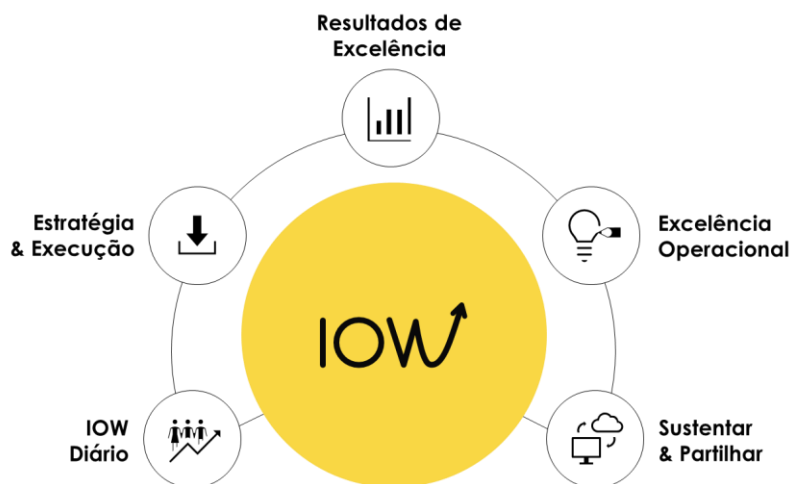 Resultados de
Excelência
Estratégia
& Execução
Excelência
Operacional
IOW
IOW
Diário
Sustentar
& Partilhar